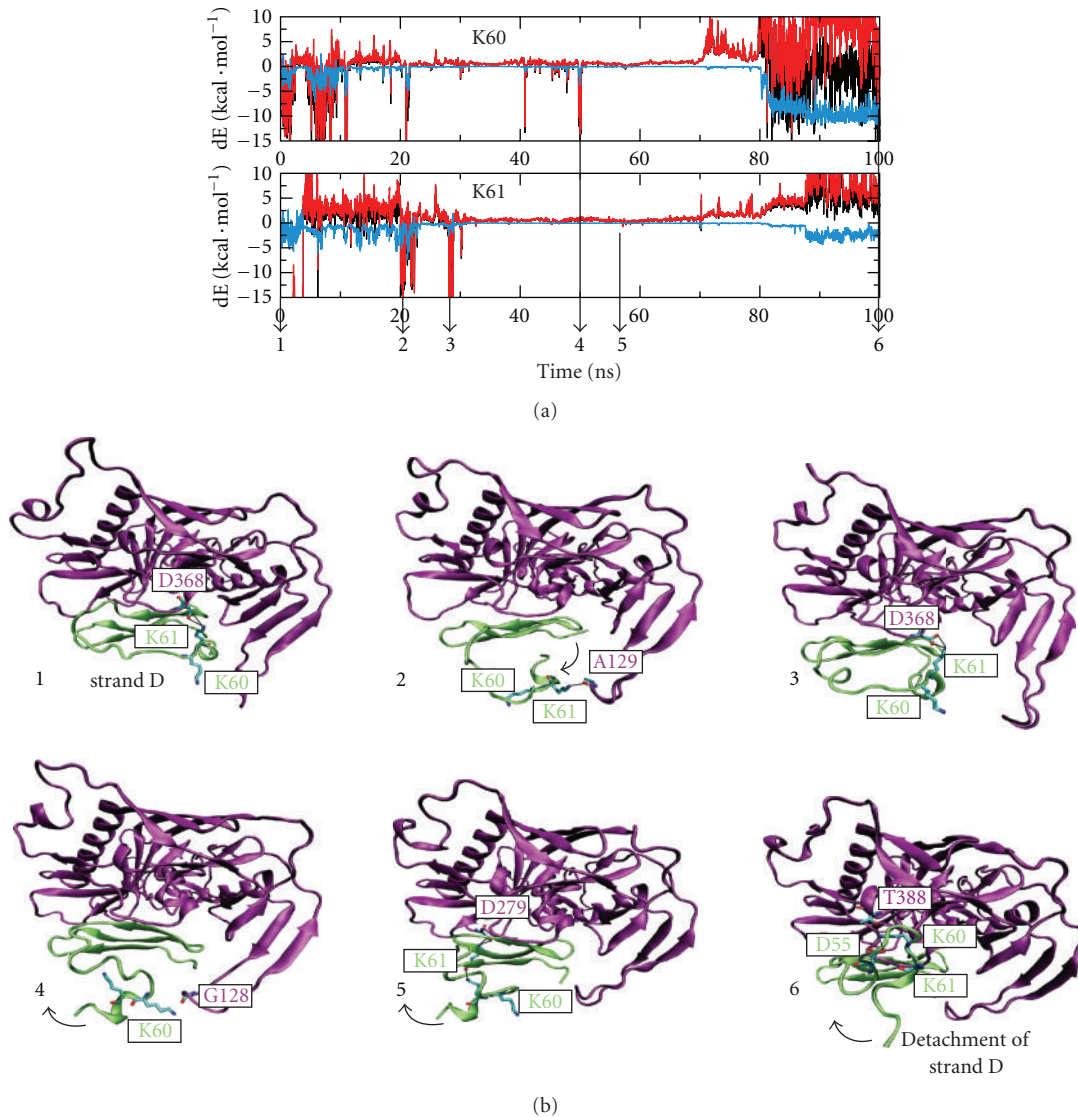 K60
10
5
0
−5
−10
−15
dE (kcal · mol⁻¹)
0 20 40 60 80 100
K61
10
5
0
−5
−10
−15
dE (kcal · mol⁻¹)
0 20 40 60 80 100
1 2 3 4 5 6
Time (ns)
(a)
D368
K61
K60
1
strand D
A129
K60
K61
2
D368
K61
K60
3
G128
K60
4
D279
K61
K60
5
T388
D55
K60
K61
6
Detachment of
strand D
(b)